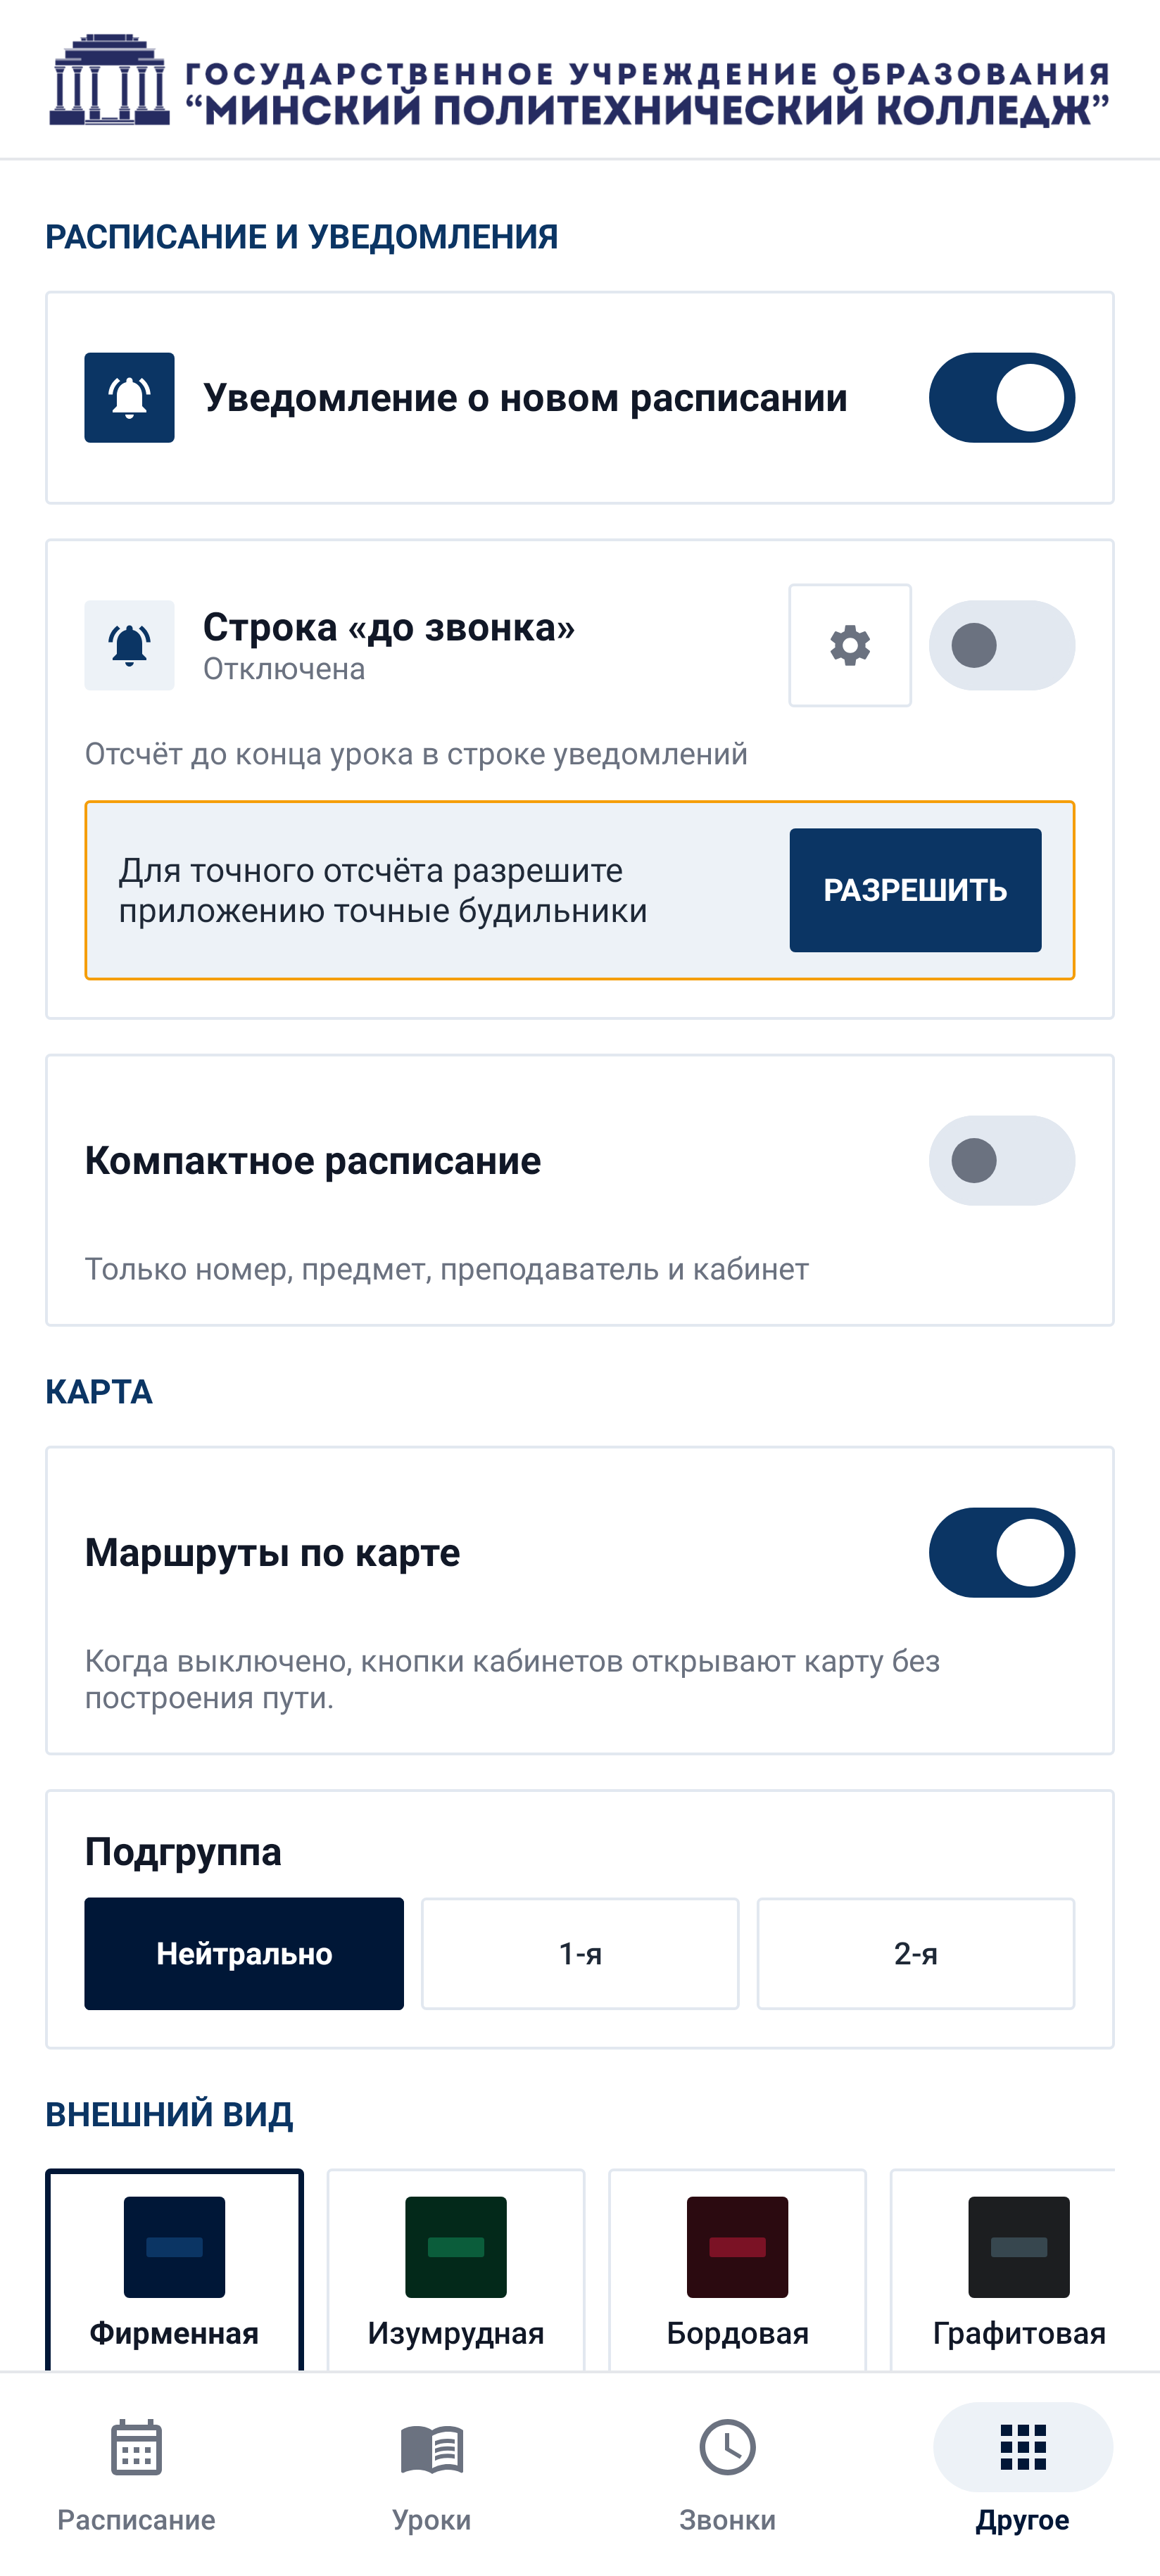 ГОСУДАРСТВЕННОЕ УЧРЕЖДЕНИЕ ОБРАЗОВАНИЯ
“МИНСКИЙ ПОЛИТЕХНИЧЕСКИЙ КОЛЛЕДЖ”
РАСПИСАНИЕ И УВЕДОМЛЕНИЯ
Уведомление о новом расписании
Строка «до звонка»
Отключена
Отсчёт до конца урока в строке уведомлений
Для точного отсчёта разрешите
приложению точные будильники
РАЗРЕШИТЬ
Компактное расписание
Только номер, предмет, преподаватель и кабинет
КАРТА
Маршруты по карте
Когда выключено, кнопки кабинетов открывают карту без
построения пути.
Подгруппа
Нейтрально
1-я
2-я
ВНЕШНИЙ ВИД
Фирменная
Изумрудная
Бордовая
Графитовая
Расписание
Уроки
Звонки
Другое